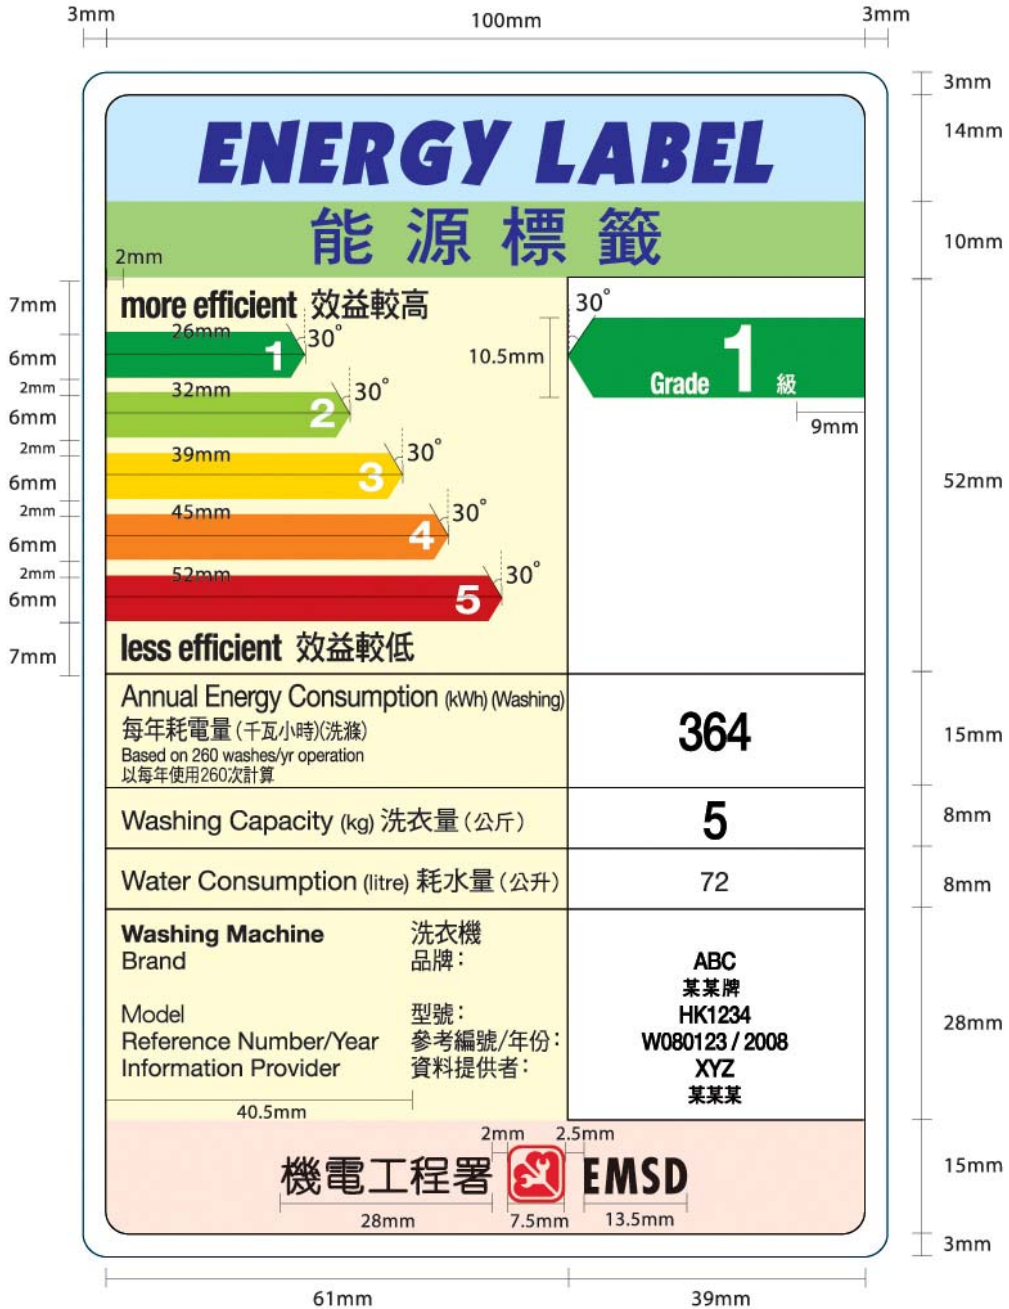 3mm 100mm 3mm
3mm
ENERGY LABEL
14mm
能源標籤
10mm
2mm
7mm more efficient 效益較高
30°
26mm 30°
6mm 1
10.5mm Grade 1 級
2mm 32mm 30°
6mm 2
9mm
2mm 39mm 30°
6mm 3
52mm
2mm 45mm 30°
6mm 4
2mm 52mm 30°
6mm 5
7mm less efficient 效益較低
Annual Energy Consumption (kWh) (Washing)
每年耗電量(千瓦小時)(洗滌)
Based on 260 washes/yr operation
以每年使用260次計算
364
15mm
Washing Capacity (kg) 洗衣量(公斤) 5 8mm
Water Consumption (litre) 耗水量(公升) 72 8mm
Washing Machine 洗衣機
Brand 品牌: ABC
某某牌
Model 型號: HK1234
28mm
Reference Number/Year 參考編號/年份: W080123 / 2008
Information Provider 資料提供者: XYZ
某某某
40.5mm
2mm 2.5mm
機電工程署 EMSD
15mm
28mm 7.5mm 13.5mm
3mm
61mm 39mm